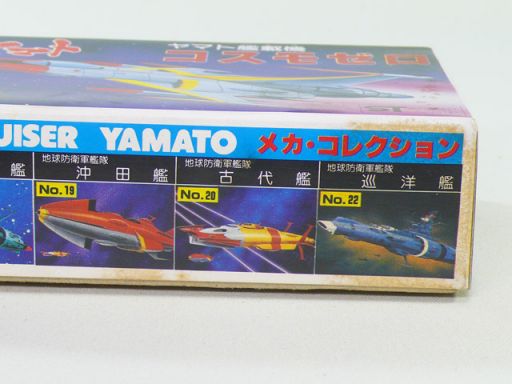 ヤマト艦載機
コスモゼロ
UISER YAMATO メカ・コレクション
艦
地球防衛軍艦隊
沖田艦
No.19
地球防衛軍艦隊
古代艦
No.20
地球防衛軍艦隊
巡洋艦
No.22